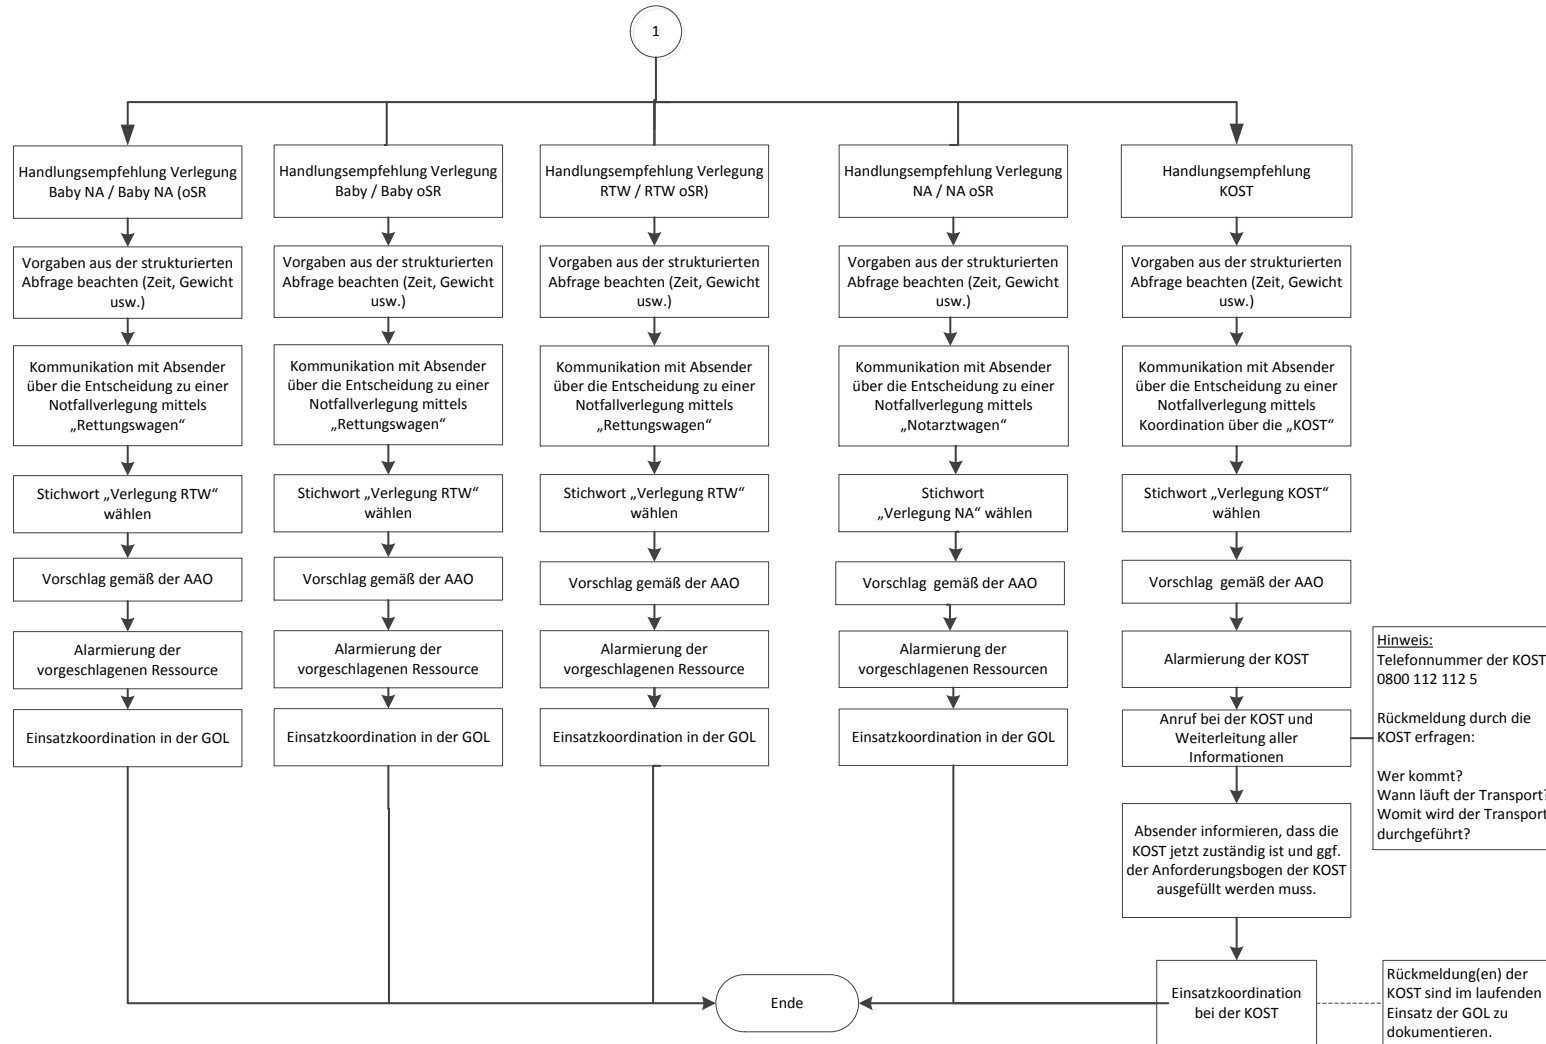 1
Handlungsempfehlung Verlegung
Baby NA / Baby NA (oSR
Vorgaben aus der strukturierten
Abfrage beachten (Zeit, Gewicht
usw.)
Kommunikation mit Absender
über die Entscheidung zu einer
Notfallverlegung mittels
„Rettungswagen“
Stichwort „Verlegung RTW“
wählen
Vorschlag gemäß der AAO
Alarmierung der
vorgeschlagenen Ressource
Einsatzkoordination in der GOL
Handlungsempfehlung Verlegung
Baby / Baby oSR
Vorgaben aus der strukturierten
Abfrage beachten (Zeit, Gewicht
usw.)
Kommunikation mit Absender
über die Entscheidung zu einer
Notfallverlegung mittels
„Rettungswagen“
Stichwort „Verlegung RTW“
wählen
Vorschlag gemäß der AAO
Alarmierung der
vorgeschlagenen Ressource
Einsatzkoordination in der GOL
Handlungsempfehlung Verlegung
RTW / RTW oSR)
Vorgaben aus der strukturierten
Abfrage beachten (Zeit, Gewicht
usw.)
Kommunikation mit Absender
über die Entscheidung zu einer
Notfallverlegung mittels
„Rettungswagen“
Stichwort „Verlegung RTW“
wählen
Vorschlag gemäß der AAO
Alarmierung der
vorgeschlagenen Ressource
Einsatzkoordination in der GOL
Handlungsempfehlung Verlegung
NA / NA oSR
Vorgaben aus der strukturierten
Abfrage beachten (Zeit, Gewicht
usw.)
Kommunikation mit Absender
über die Entscheidung zu einer
Notfallverlegung mittels
„Notarztwagen“
Stichwort
„Verlegung NA“ wählen
Vorschlag gemäß der AAO
Alarmierung der
vorgeschlagenen Ressourcen
Einsatzkoordination in der GOL
Handlungsempfehlung
KOST
Vorgaben aus der strukturierten
Abfrage beachten (Zeit, Gewicht
usw.)
Kommunikation mit Absender
über die Entscheidung zu einer
Notfallverlegung mittels
Koordination über die „KOST“
Stichwort „Verlegung KOST“
wählen
Vorschlag gemäß der AAO
Alarmierung der KOST
Anruf bei der KOST und
Weiterleitung aller
Informationen
Hinweis:
Telefonnummer der KOST
0800 112 112 5
Rückmeldung durch die
KOST erfragen:
Wer kommt?
Wann läuft der Transport?
Womit wird der Transport
durchgeführt?
Absender informieren, dass die
KOST jetzt zuständig ist und ggf.
der Anforderungsbogen der KOST
ausgefüllt werden muss.
Einsatzkoordination
bei der KOST
Rückmeldung(en) der
KOST sind im laufenden
Einsatz der GOL zu
dokumentieren.
Ende